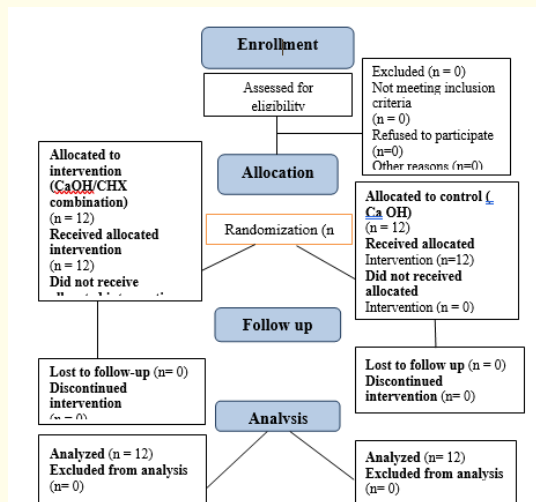 Enrollment
Assessed for
eligibility
Excluded (n = 0)
Not meeting inclusion
criteria
(n = 0)
Refused to participate
(n=0)
Other reasons (n=0)
Allocation
Allocated to
intervention
(CaOH/CHX
combination)
(n = 12)
Received allocated
intervention
(n = 12)
Did not receive
Randomization (n
Allocated to control (
Ca OH)
(n = 12)
Received allocated
Intervention (n=12)
Did not received
allocated
Intervention (n = 0)
Follow up
Lost to follow-up (n= 0)
Discontinued
intervention
(n = 0)
Lost to follow up (n = 0)
Discontinued
intervention (n= 0)
Analysis
Analyzed (n = 12)
Excluded from analysis
(n= 0)
Analyzed (n= 12)
Excluded from analysis
(n= 0)